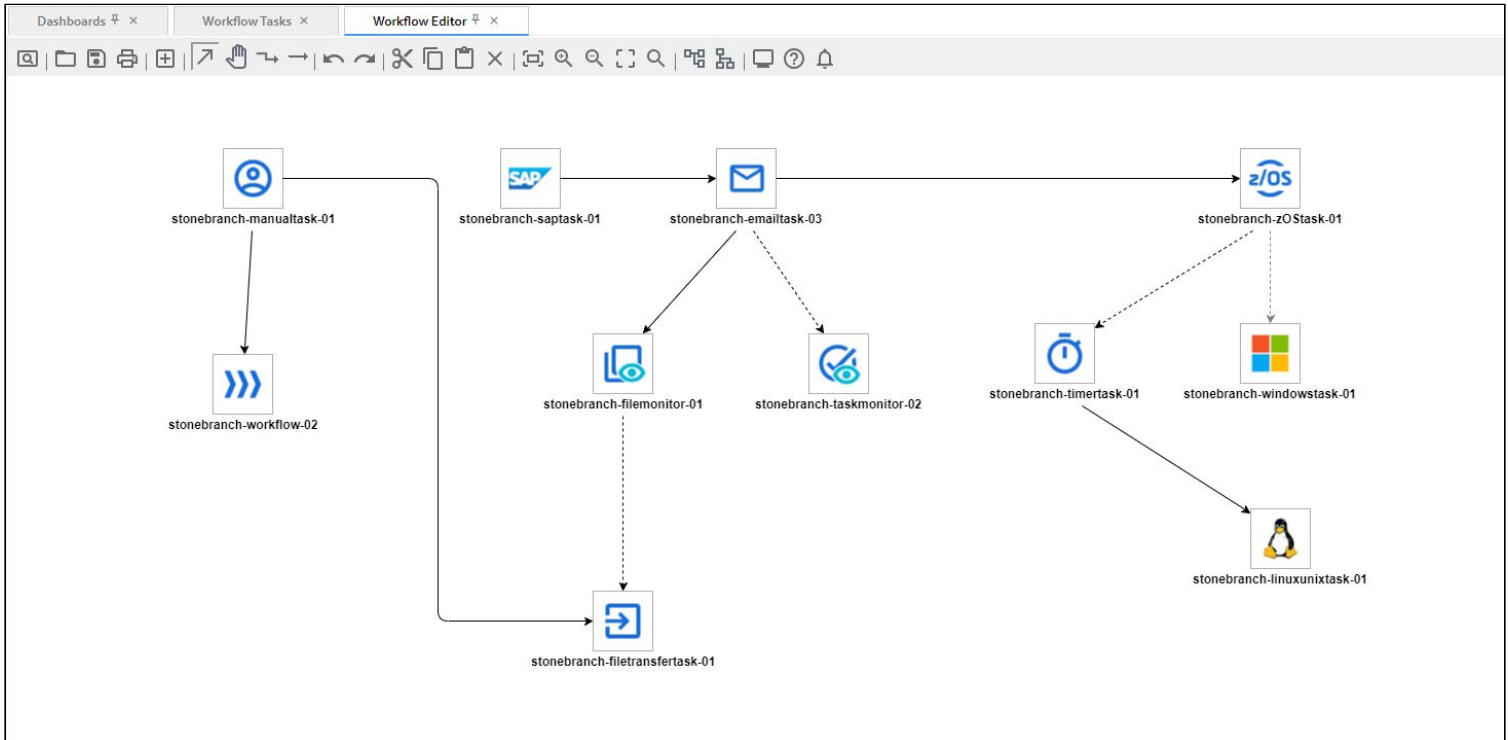 Dashboards
Workflow Tasks
Workflow Editor
SAP
z/OS
stonebranch-manualtask-01
stonebranch-saptask-01
stonebranch-emailtask-03
stonebranch-zOStask-01
stonebranch-workflow-02
stonebranch-filemonitor-01
stonebranch-taskmonitor-02
stonebranch-timertask-01
stonebranch-windowstask-01
stonebranch-linuxunixtask-01
stonebranch-filetransfertask-01